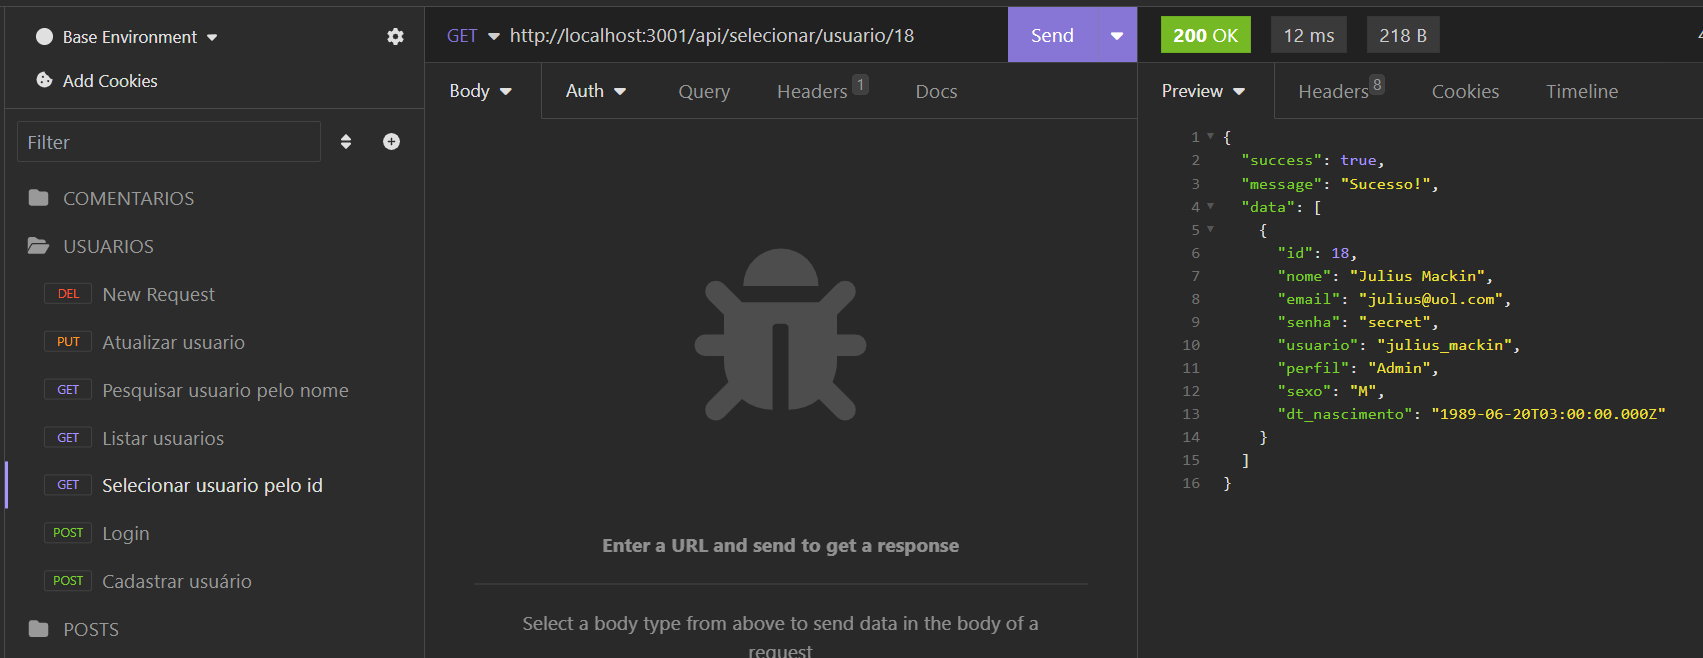 Base Environment
Add Cookies
Filter
COMENTARIOS
USUARIOS
DEL New Request
PUT Atualizar usuario
GET Pesquisar usuario pelo nome
GET Listar usuarios
GET Selecionar usuario pelo id
POST Login
POST Cadastrar usuário
POSTS
GET http://localhost:3001/api/selecionar/usuario/18 Send
Body Auth Query Headers 1 Docs
Enter a URL and send to get a response
Select a body type from above to send data in the body of a
request
200 OK 12 ms 218 B
Preview Headers 8 Cookies Timeline
1 {
2 "success": true,
3 "message": "Sucesso!",
4 "data": [
5 {
6 "id": 18,
7 "nome": "Julius Mackin",
8 "email": "julius@uol.com",
9 "senha": "secret",
10 "usuario": "julius_mackin",
11 "perfil": "Admin",
12 "sexo": "M",
13 "dt_nascimento": "1989-06-20T03:00:00.000Z"
14 }
15 ]
16 }